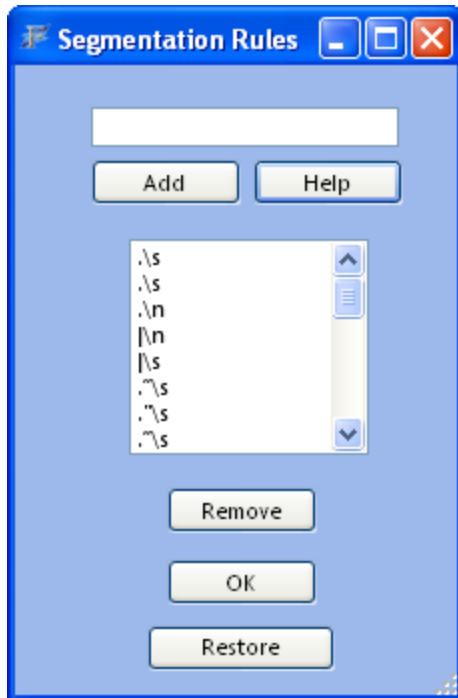 Segmentation Rules
Add
Help
.\s
.\s
.\n
|\n
|\s
.”\s
."\s
.˜\s
Remove
OK
Restore